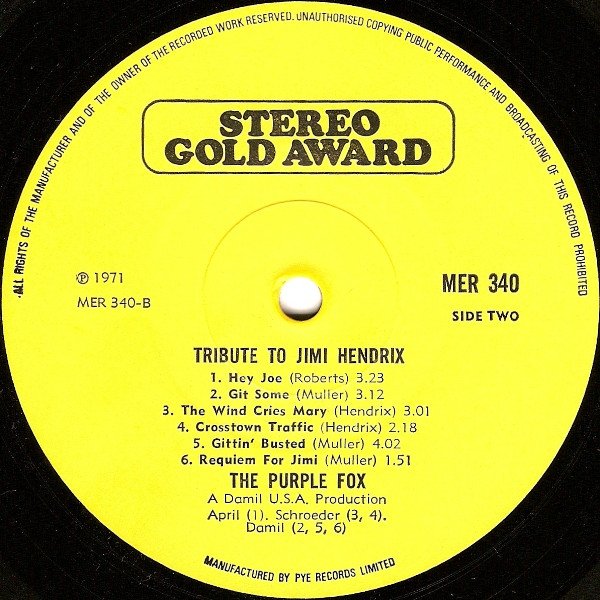 ALL RIGHTS OF THE MANUFACTURER AND OF THE OWNER OF THE RECORDED WORK RESERVED. UNAUTHORISED COPYING PUBLIC PERFORMANCE AND BROADCASTING OF THIS RECORD PROHIBITED
STEREO
GOLD AWARD
℗ 1971
MER 340-B
MER 340
SIDE TWO
TRIBUTE TO JIMI HENDRIX
1. Hey Joe (Roberts) 3.23
2. Git Some (Muller) 3.12
3. The Wind Cries Mary (Hendrix) 3.01
4. Crosstown Traffic (Hendrix) 2.18
5. Gittin' Busted (Muller) 4.02
6. Requiem For Jimi (Muller) 1.51
THE PURPLE FOX
A Damil U.S.A. Production
April (1). Schroeder (3, 4).
Damil (2, 5, 6)
MANUFACTURED BY PYE RECORDS LIMITED